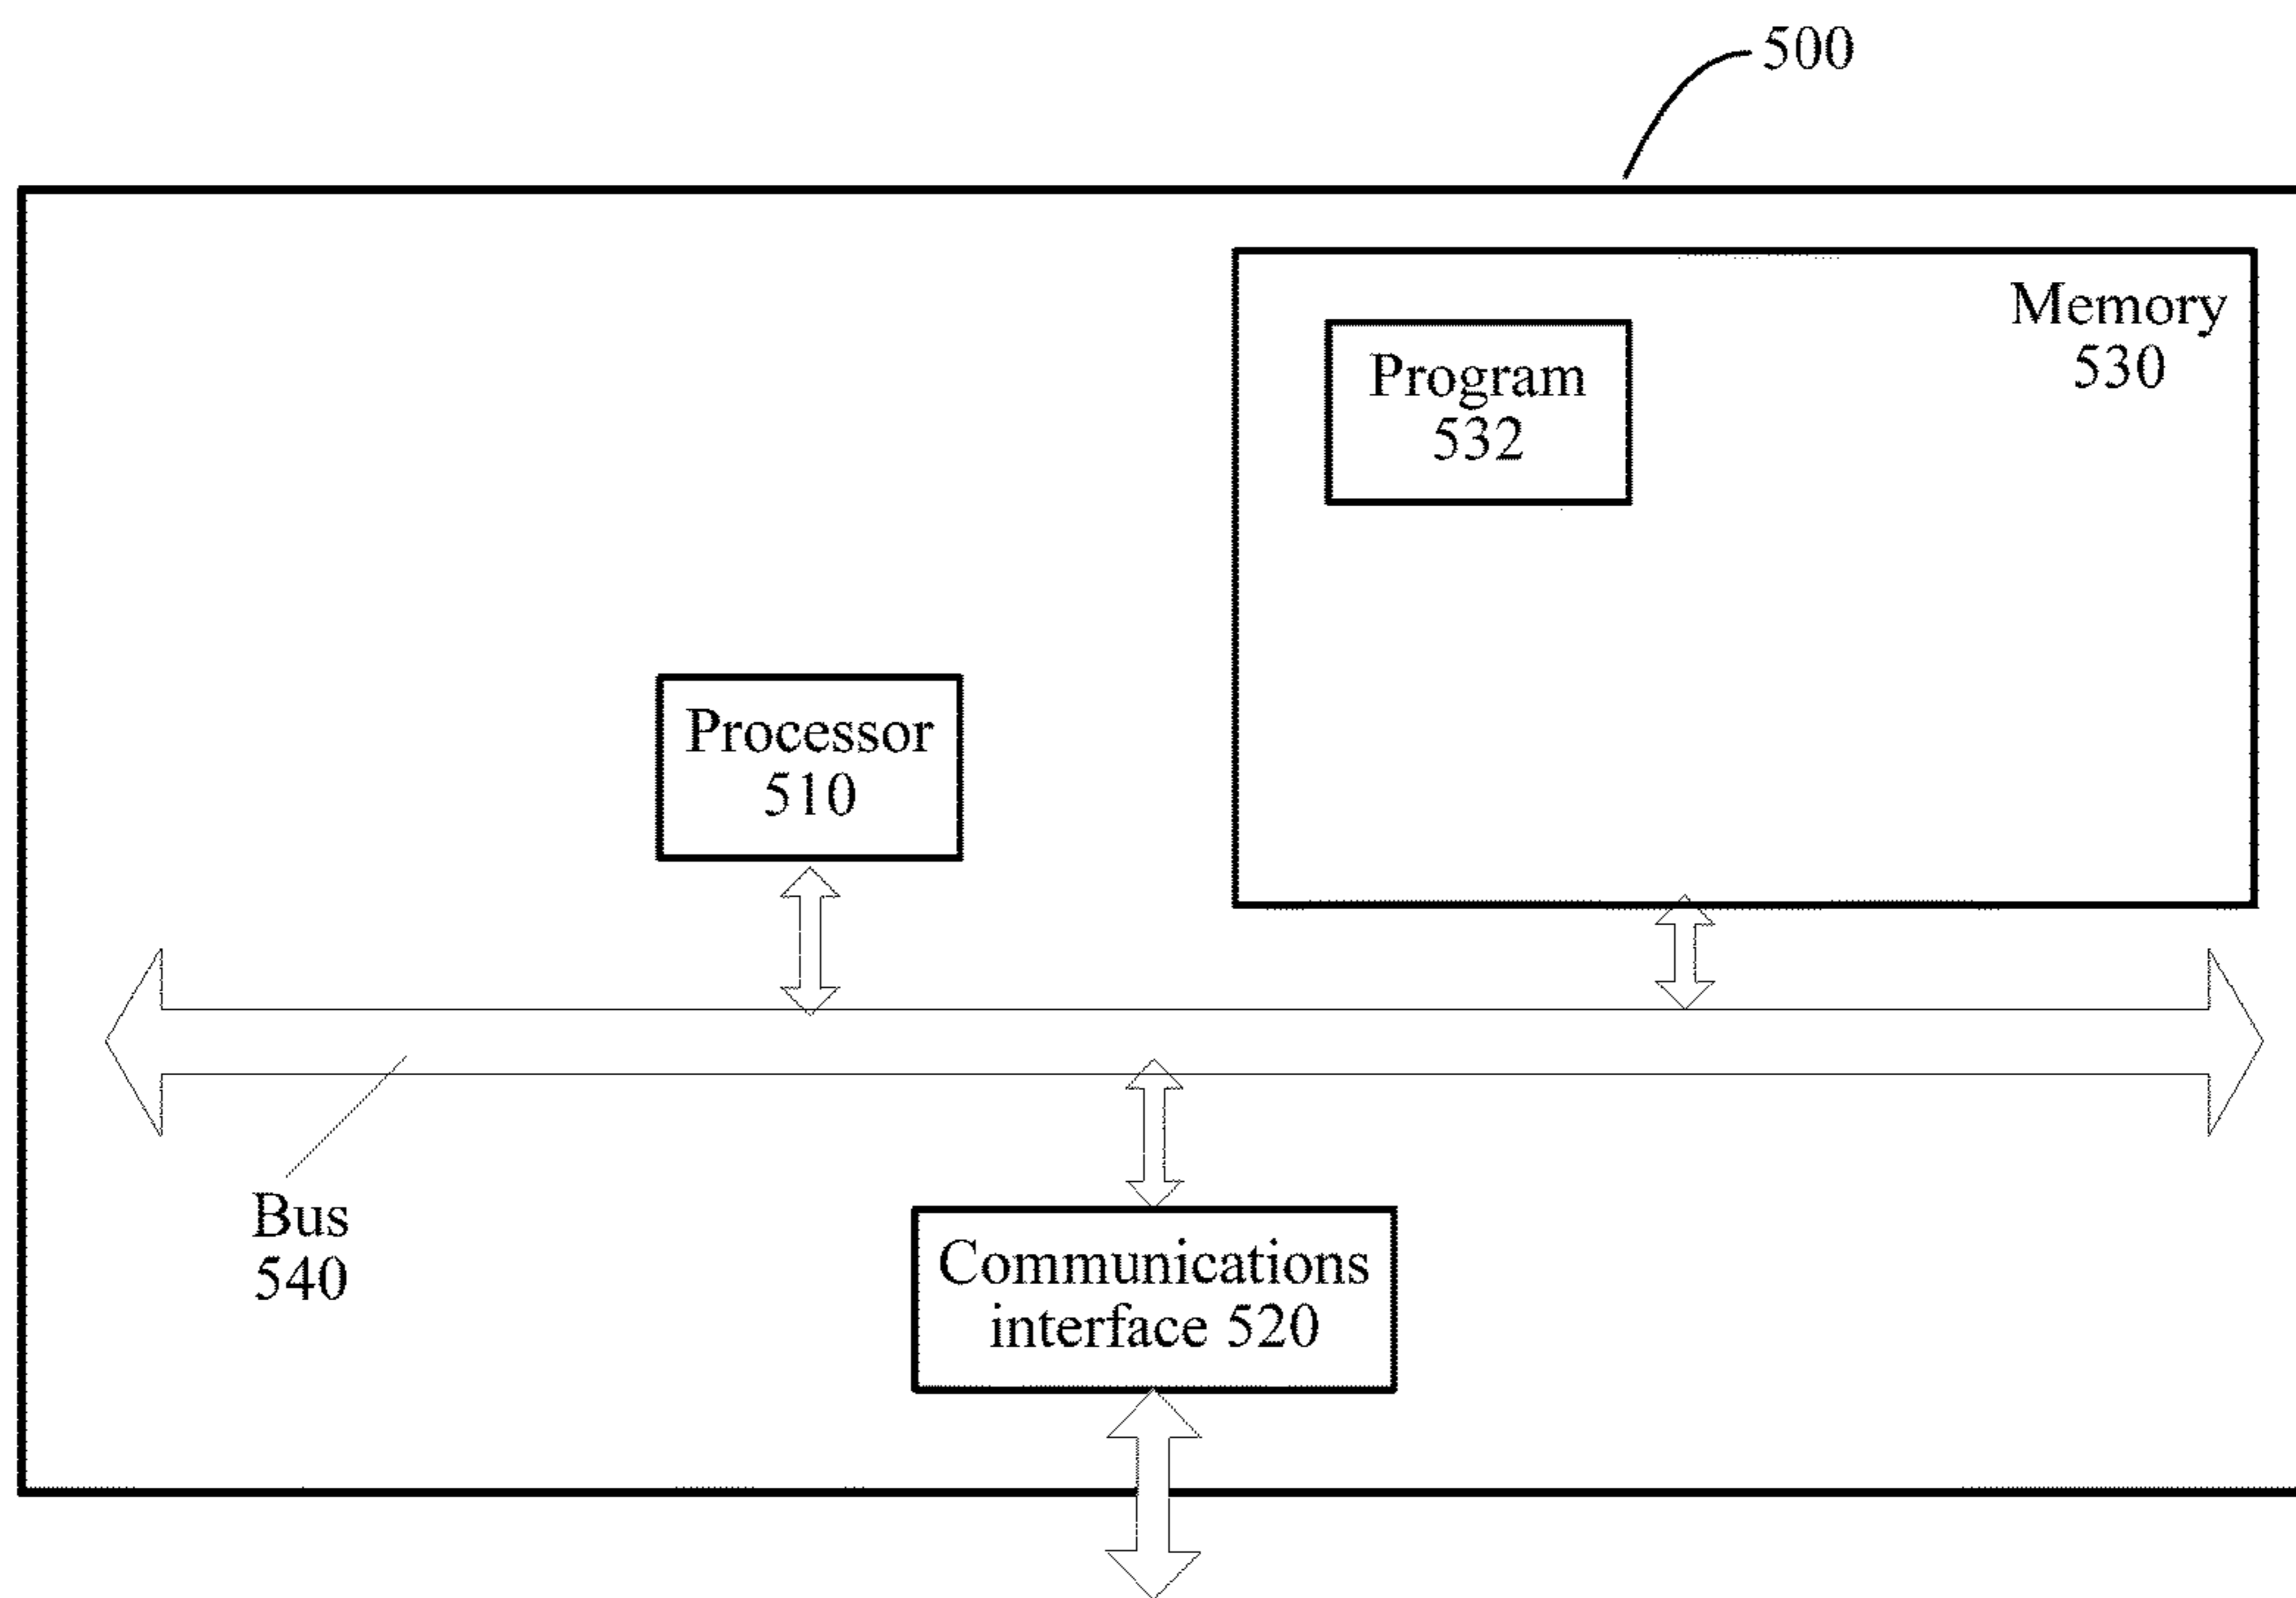 500
Memory
530
Program
532
Processor
510
Bus
540
Communications
interface 520